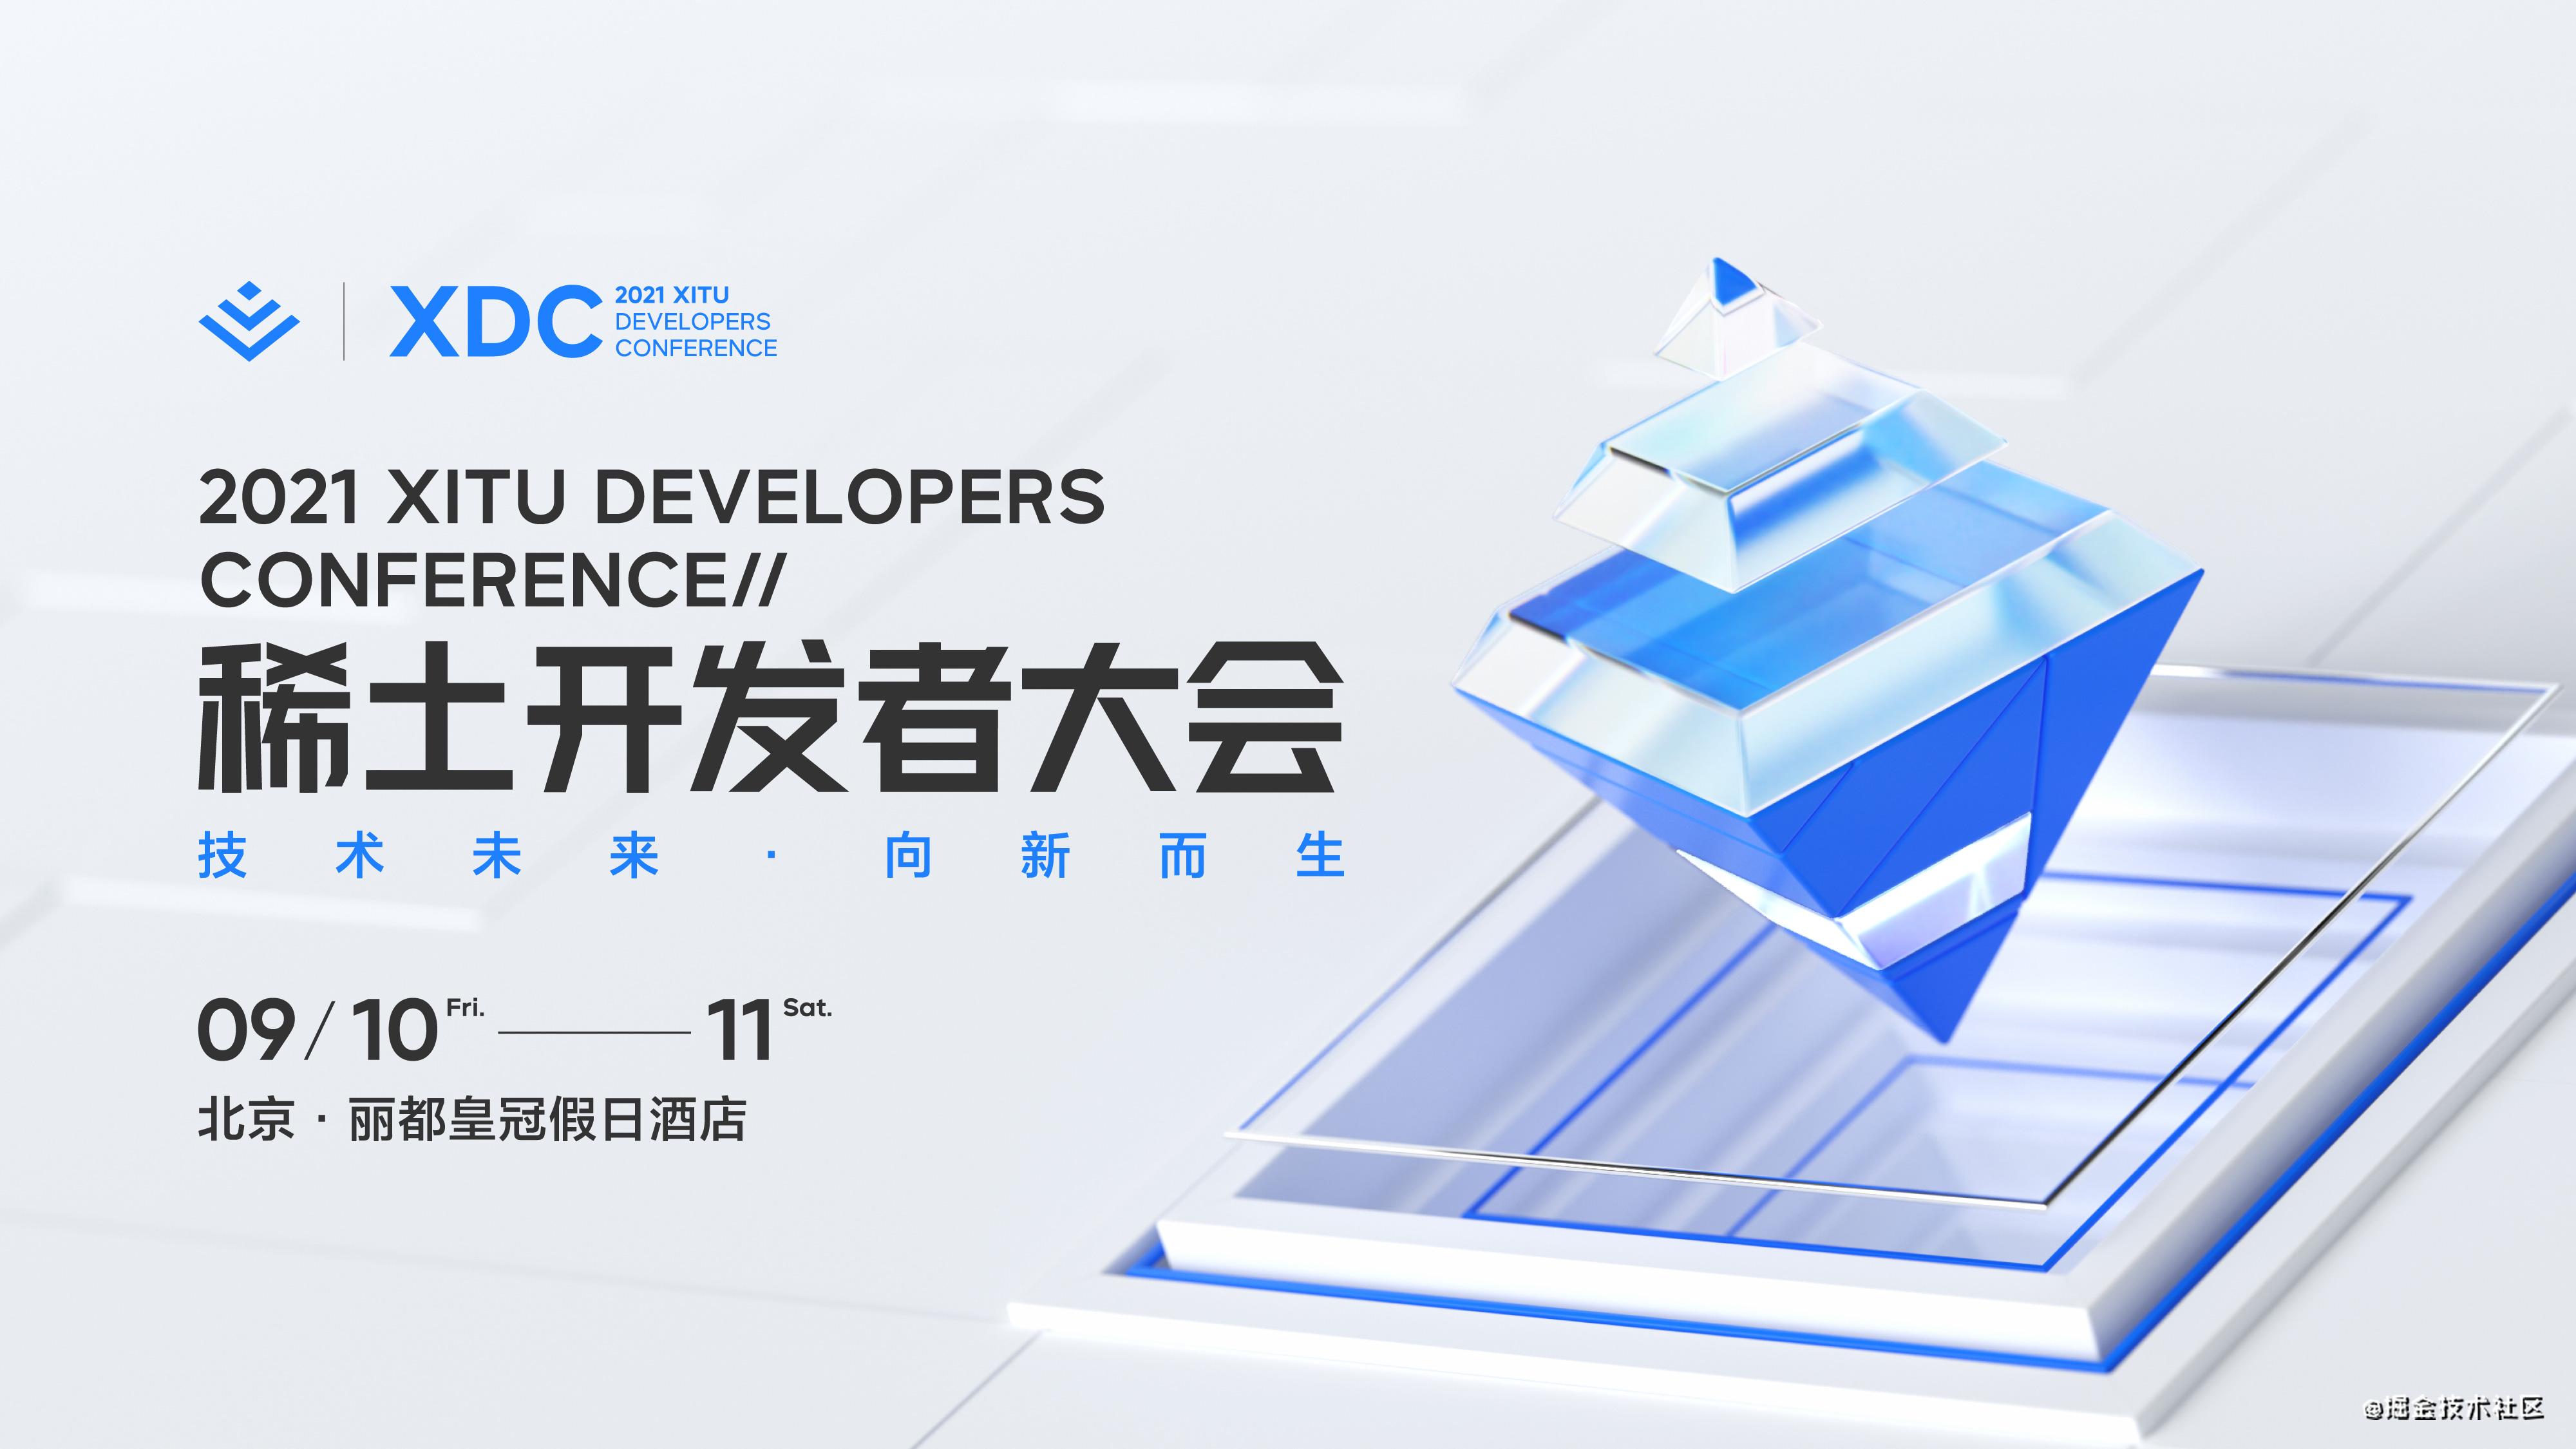 XDC
2021 XITU
DEVELOPERS
CONFERENCE
2021 XITU DEVELOPERS
CONFERENCE//
稀土开发者大会
技术未来·向新而生
09/10 Fri. — 11 Sat.
北京·丽都皇冠假日酒店
@掘金技术社区